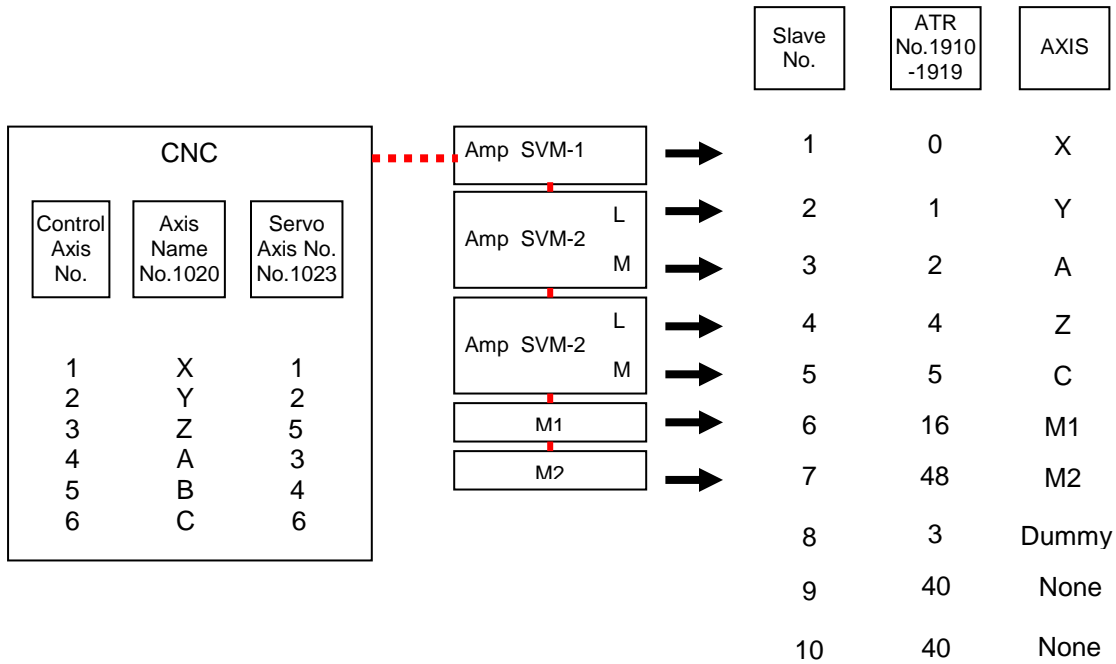 Slave
No.
ATR
No.1910
-1919
AXIS
CNC
Control
Axis
No.
Axis
Name
No.1020
Servo
Axis No.
No.1023
1 X 1
2 Y 2
3 Z 5
4 A 3
5 B 4
6 C 6
Amp SVM-1
Amp SVM-2
L
M
Amp SVM-2
L
M
M1
M2
1 0 X
2 1 Y
3 2 A
4 4 Z
5 5 C
6 16 M1
7 48 M2
8 3 Dummy
9 40 None
10 40 None